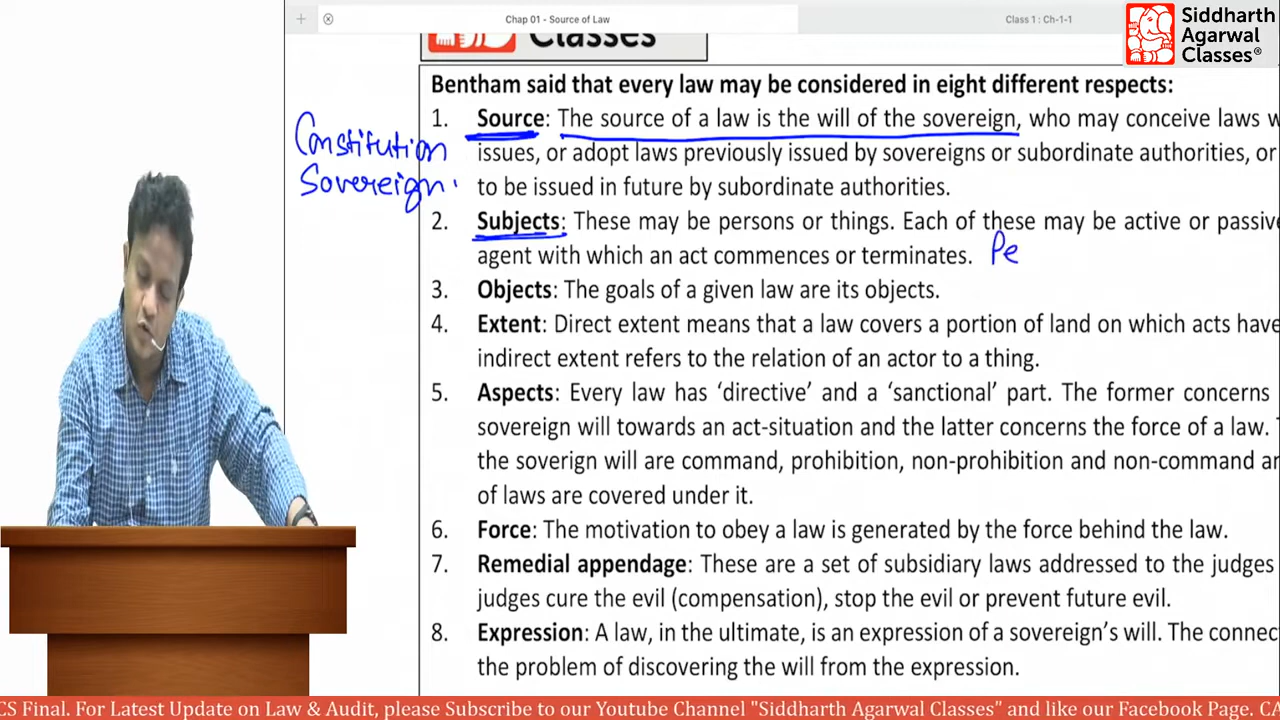 Chap 01 - Source of Law
Class 1 : Ch-1-1
Siddharth
Agarwal
Classes®
Classes
Bentham said that every law may be considered in eight different respects:
1. Source: The source of a law is the will of the sovereign, who may conceive laws w
issues, or adopt laws previously issued by sovereigns or subordinate authorities, or
to be issued in future by subordinate authorities.
Constitution
Sovereign
2. Subjects: These may be persons or things. Each of these may be active or passive
agent with which an act commences or terminates. Pe
3. Objects: The goals of a given law are its objects.
4. Extent: Direct extent means that a law covers a portion of land on which acts have
indirect extent refers to the relation of an actor to a thing.
5. Aspects: Every law has ‘directive’ and a ‘sanctional’ part. The former concerns
sovereign will towards an act-situation and the latter concerns the force of a law. T
the soverign will are command, prohibition, non-prohibition and non-command an
of laws are covered under it.
6. Force: The motivation to obey a law is generated by the force behind the law.
7. Remedial appendage: These are a set of subsidiary laws addressed to the judges
judges cure the evil (compensation), stop the evil or prevent future evil.
8. Expression: A law, in the ultimate, is an expression of a sovereign’s will. The connec
the problem of discovering the will from the expression.
CS Final. For Latest Update on Law & Audit, please Subscribe to our Youtube Channel "Siddharth Agarwal Classes" and like our Facebook Page. CA